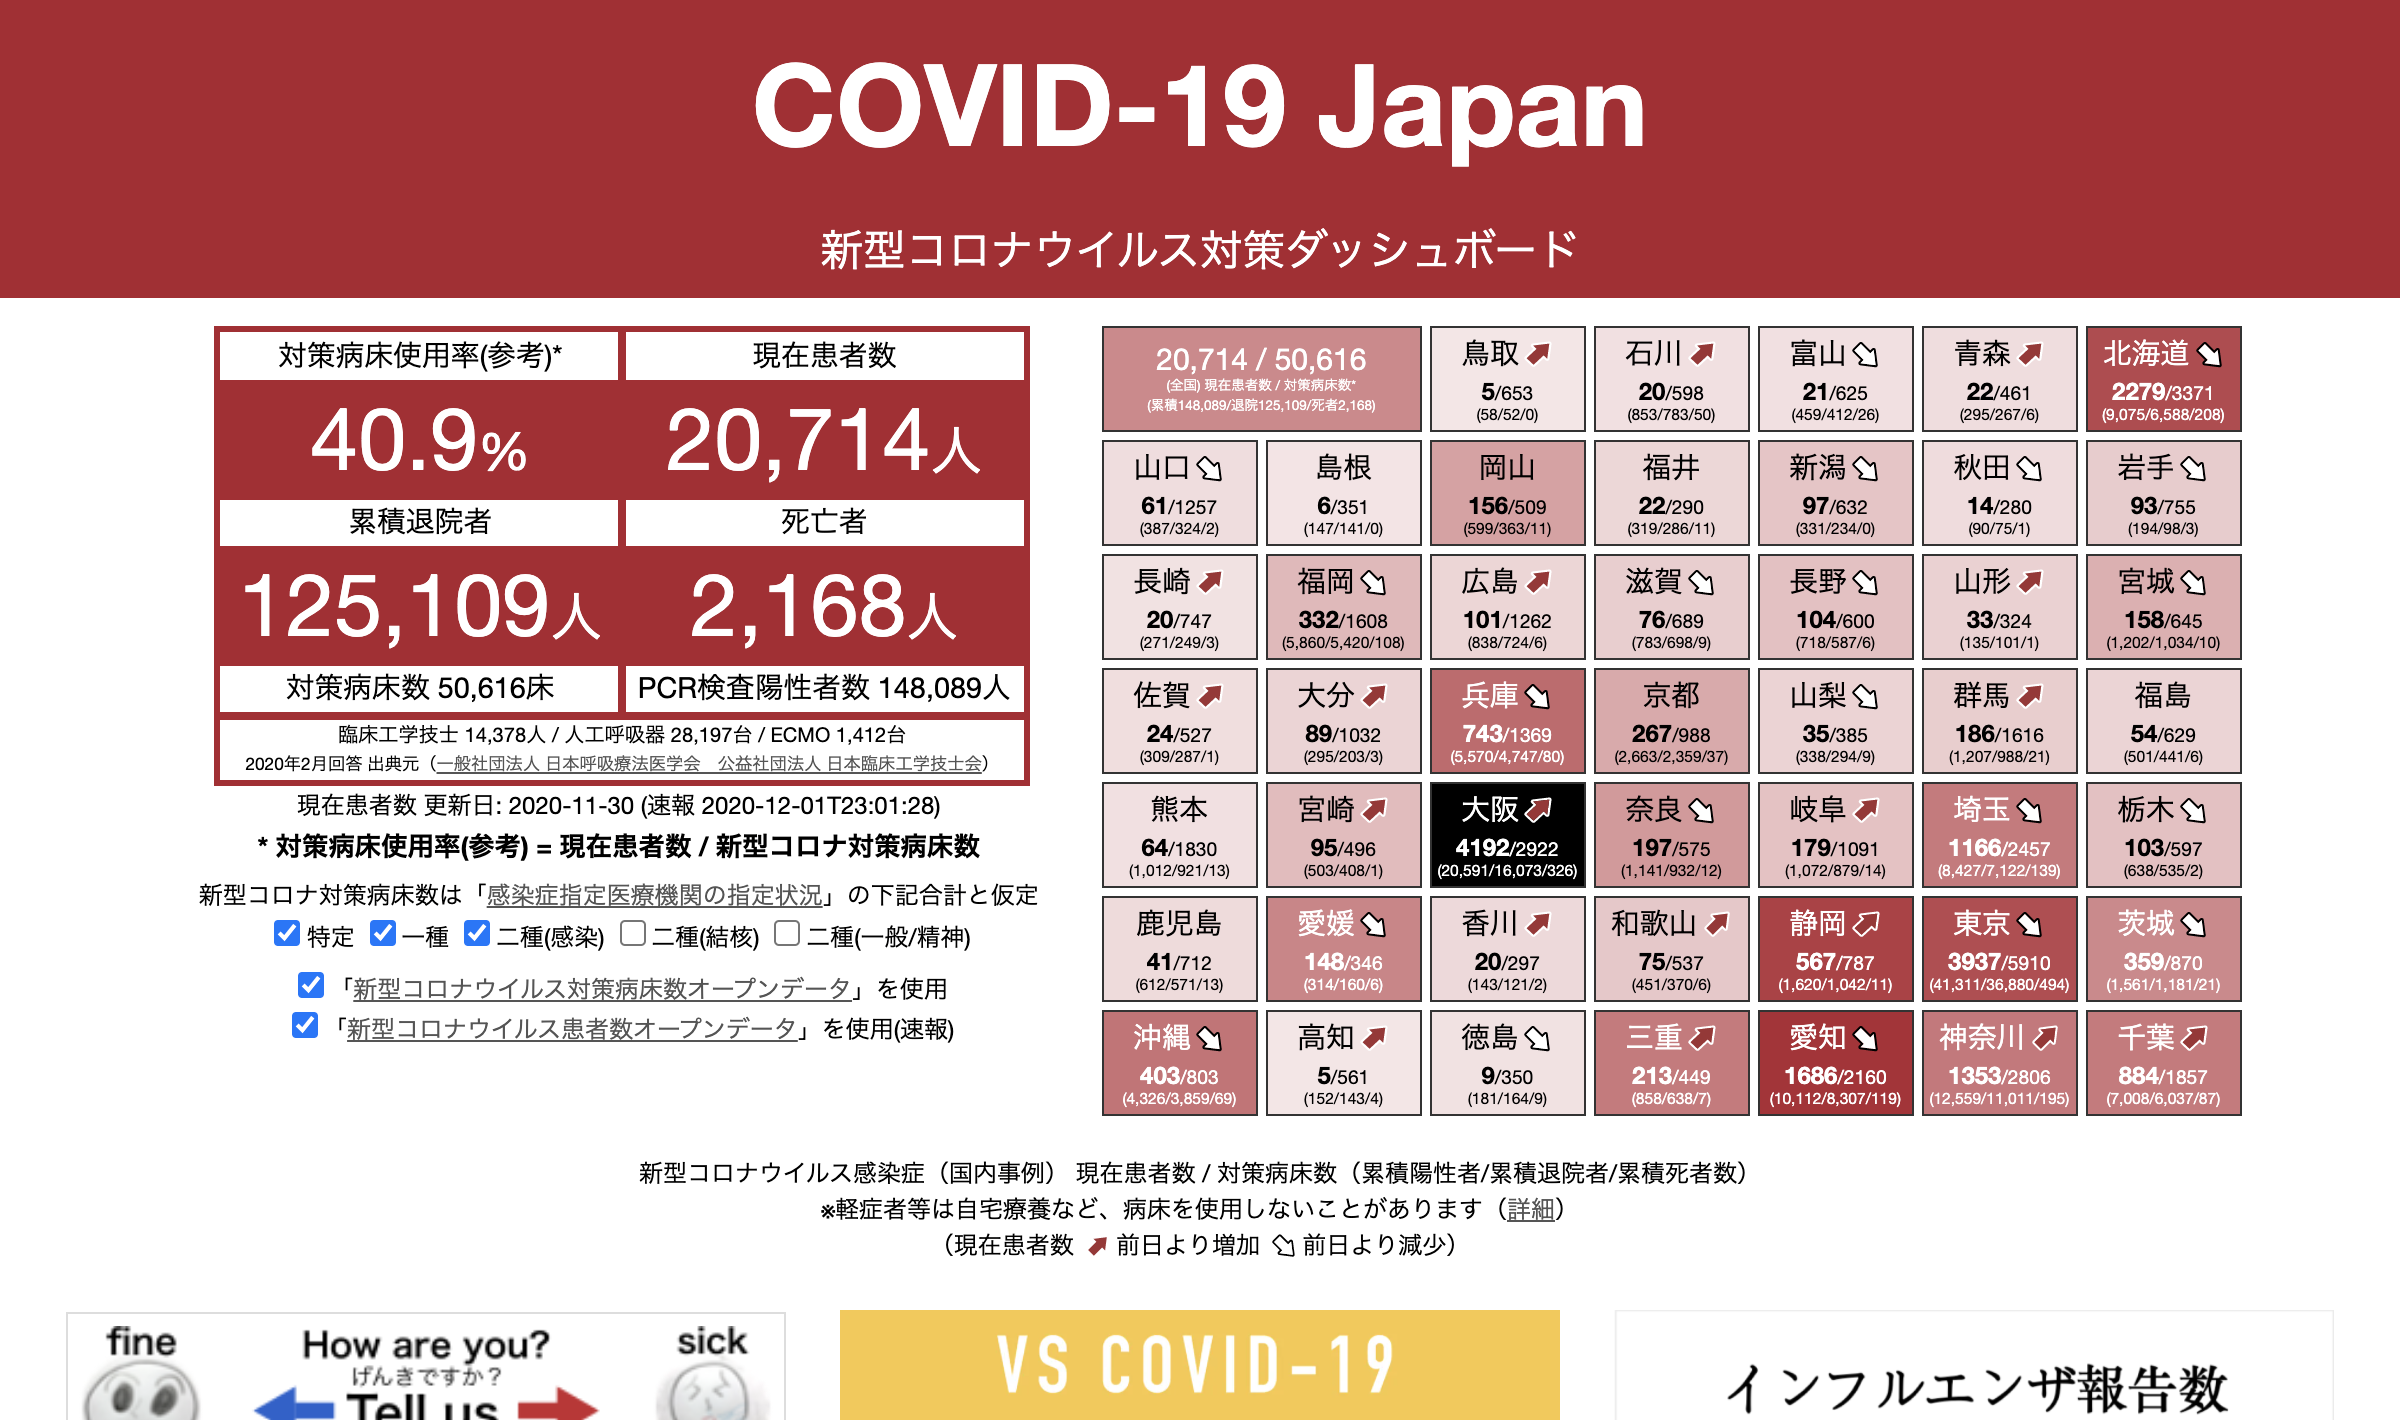 COVID-19 Japan
新型コロナウイルス対策ダッシュボード
対策病床使用率(参考)*
現在患者数
40.9%
20,714人
累積退院者
死亡者
125,109人
2,168人
対策病床数 50,616床
PCR検査陽性者数 148,089人
臨床工学技士 14,378人 / 人工呼吸器 28,197台 / ECMO 1,412台
2020年2月回答 出典元（一般社団法人 日本呼吸療法医学会　公益社団法人 日本臨床工学技士会）
現在患者数 更新日: 2020-11-30 (速報 2020-12-01T23:01:28)
* 対策病床使用率(参考) = 現在患者数 / 新型コロナ対策病床数
新型コロナ対策病床数は「感染症指定医療機関の指定状況」の下記合計と仮定
特定 一種 二種(感染) 二種(結核) 二種(一般/精神)
「新型コロナウイルス対策病床数オープンデータ」を使用
「新型コロナウイルス患者数オープンデータ」を使用(速報)
20,714 / 50,616
(全国) 現在患者数 / 対策病床数*
(累積148,089/退院125,109/死者2,168)
鳥取
5/653
(58/52/0)
石川
20/598
(853/783/50)
富山
21/625
(459/412/26)
青森
22/461
(295/267/6)
北海道
2279/3371
(9,075/6,588/208)
山口
61/1257
(387/324/2)
島根
6/351
(147/141/0)
岡山
156/509
(599/363/11)
福井
22/290
(319/286/11)
新潟
97/632
(331/234/0)
秋田
14/280
(90/75/1)
岩手
93/755
(194/98/3)
長崎
20/747
(271/249/3)
福岡
332/1608
(5,860/5,420/108)
広島
101/1262
(838/724/6)
滋賀
76/689
(783/698/9)
長野
104/600
(718/587/6)
山形
33/324
(135/101/1)
宮城
158/645
(1,202/1,034/10)
佐賀
24/527
(309/287/1)
大分
89/1032
(295/203/3)
兵庫
743/1369
(5,570/4,747/80)
京都
267/988
(2,663/2,359/37)
山梨
35/385
(338/294/9)
群馬
186/1616
(1,207/988/21)
福島
54/629
(501/441/6)
熊本
64/1830
(1,012/921/13)
宮崎
95/496
(503/408/1)
大阪
4192/2922
(20,591/16,073/326)
奈良
197/575
(1,141/932/12)
岐阜
179/1091
(1,072/879/14)
埼玉
1166/2457
(8,427/7,122/139)
栃木
103/597
(638/535/2)
鹿児島
41/712
(612/571/13)
愛媛
148/346
(314/160/6)
香川
20/297
(143/121/2)
和歌山
75/537
(451/370/6)
静岡
567/787
(1,620/1,042/11)
東京
3937/5910
(41,311/36,880/494)
茨城
359/870
(1,561/1,181/21)
沖縄
403/803
(4,326/3,859/69)
高知
5/561
(152/143/4)
徳島
9/350
(181/164/9)
三重
213/449
(858/638/7)
愛知
1686/2160
(10,112/8,307/119)
神奈川
1353/2806
(12,559/11,011/195)
千葉
884/1857
(7,008/6,037/87)
新型コロナウイルス感染症（国内事例） 現在患者数 / 対策病床数（累積陽性者/累積退院者/累積死者数）
※軽症者等は自宅療養など、病床を使用しないことがあります（詳細）
（現在患者数 前日より増加 前日より減少）
fine
How are you?
sick
げんきですか？
Tell us
VS COVID-19
インフルエンザ報告数